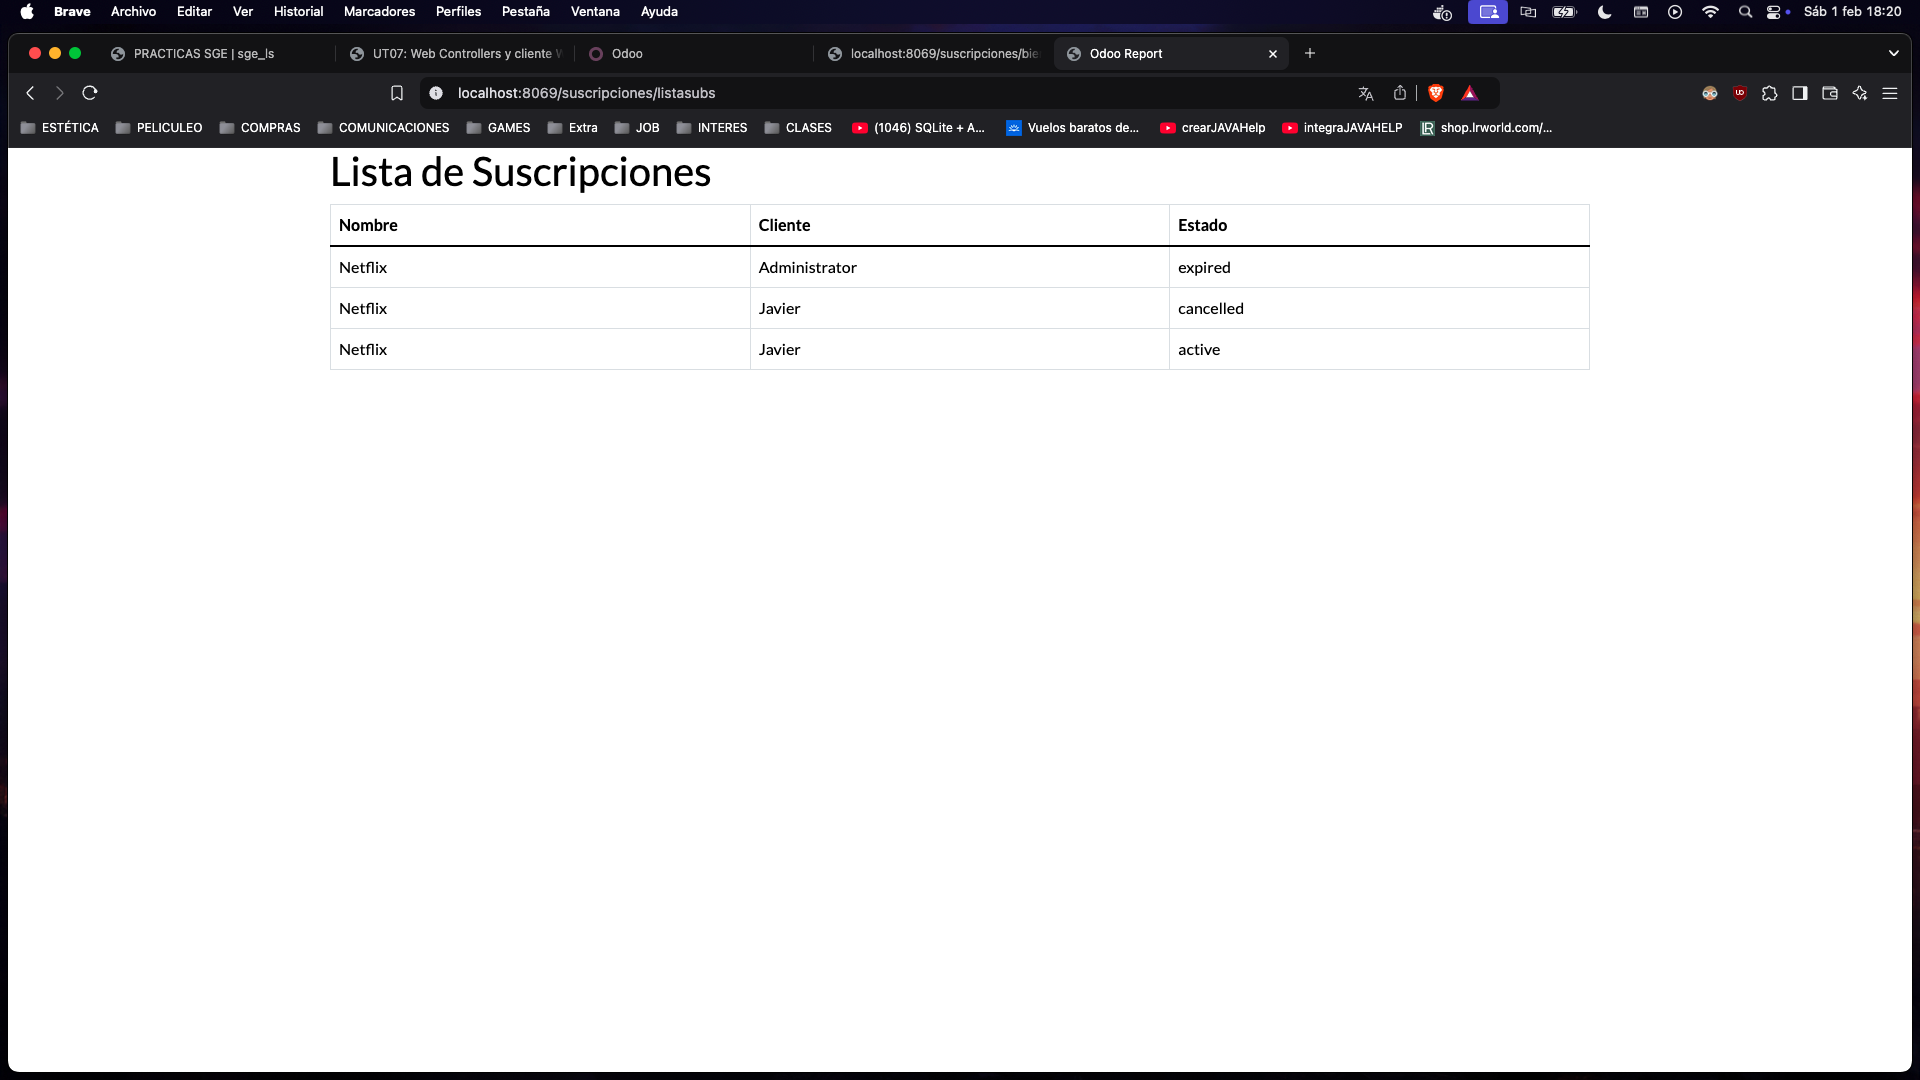 Brave Archivo Editar Ver Historial Marcadores Perfiles Pestaña Ventana Ayuda Sáb 1 feb 18:20
PRACTICAS SGE | sge_ls UT07: Web Controllers y cliente Odoo localhost:8069/suscripciones/bie Odoo Report
localhost:8069/suscripciones/listasubs
ESTÉTICA PELICULEO COMPRAS COMUNICACIONES GAMES Extra JOB INTERES CLASES (1046) SQLite + A... Vuelos baratos de... crearJAVAHelp integraJAVAHELP shop.lrworld.com/...
Lista de Suscripciones
Nombre Cliente Estado
Netflix Administrator expired
Netflix Javier cancelled
Netflix Javier active